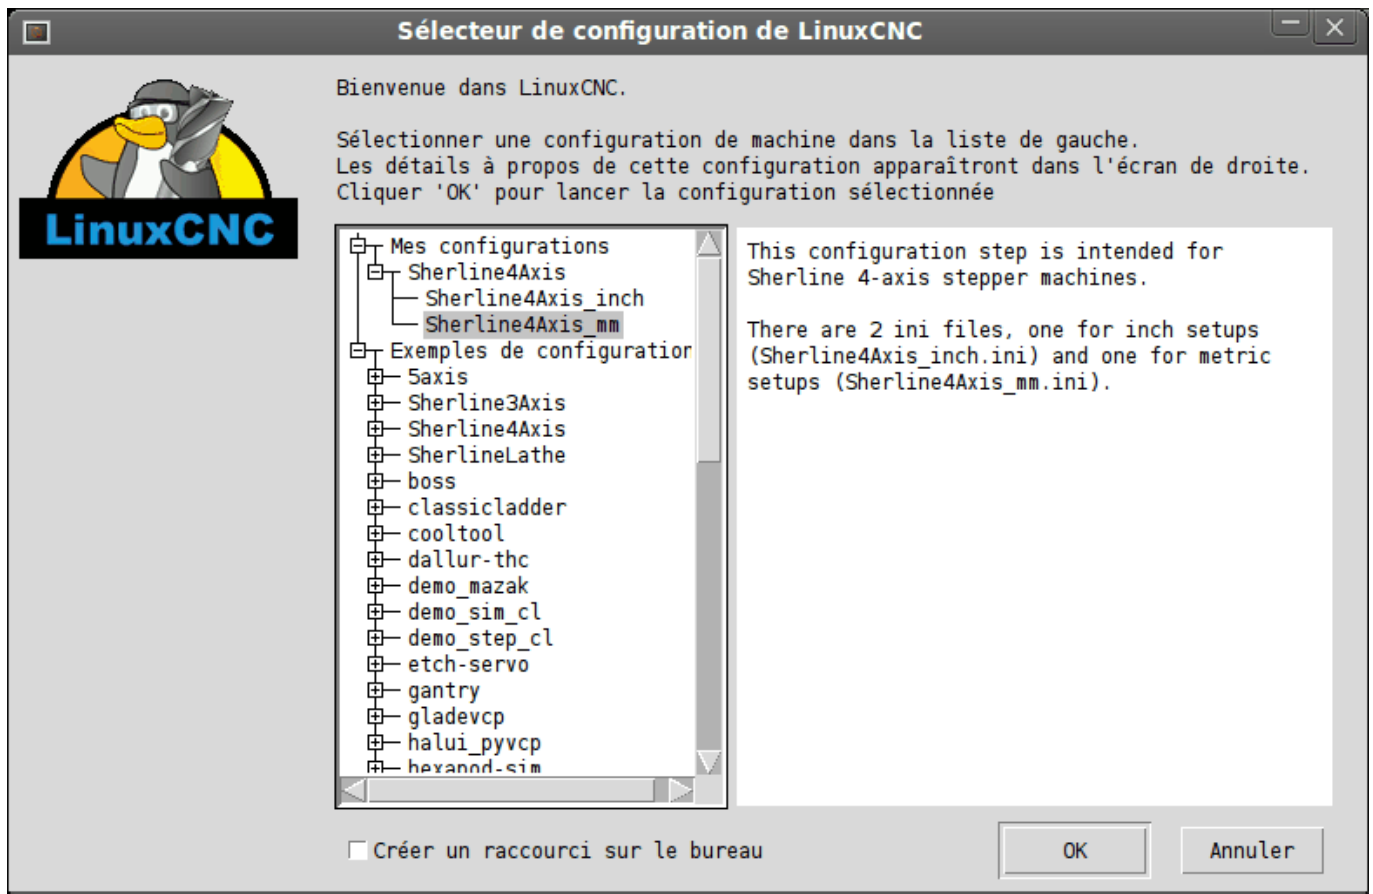 Sélecteur de configuration de LinuxCNC
LinuxCNC
Bienvenue dans LinuxCNC.
Sélectionner une configuration de machine dans la liste de gauche.
Les détails à propos de cette configuration apparaîtront dans l'écran de droite.
Cliquer 'OK' pour lancer la configuration sélectionnée
Mes configurations
Sherline4Axis
Sherline4Axis_inch
Sherline4Axis_mm
Exemples de configuration
5axis
Sherline3Axis
Sherline4Axis
SherlineLathe
boss
classicladder
cooltool
dallur-thc
demo_mazak
demo_sim_cl
demo_step_cl
etch-servo
gantry
gladevcp
halui_pyvcp
hexapod-sim
This configuration step is intended for
Sherline 4-axis stepper machines.
There are 2 ini files, one for inch setups
(Sherline4Axis_inch.ini) and one for metric
setups (Sherline4Axis_mm.ini).
Créer un raccourci sur le bureau
OK
Annuler